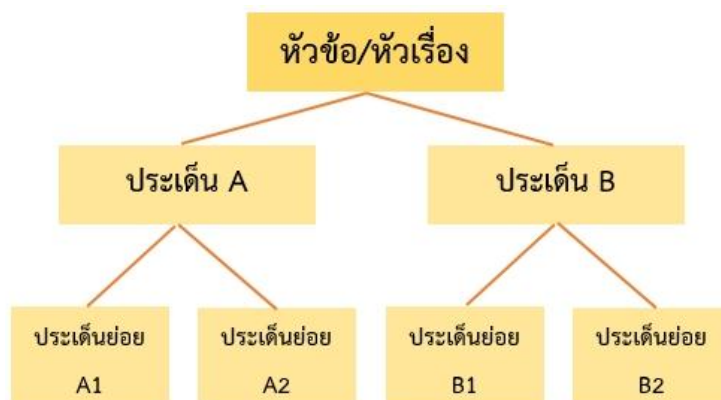 หัวข้อ/หัวเรื่อง
ประเด็น A
ประเด็น B
ประเด็นย่อย
A1
ประเด็นย่อย
A2
ประเด็นย่อย
B1
ประเด็นย่อย
B2